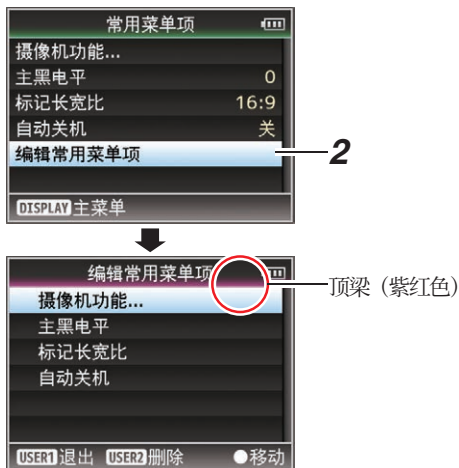 常用菜单项
摄像机功能...
主黑电平 0
标记长宽比 16:9
自动关机 关
编辑常用菜单项
2
DISPLAY 主菜单
编辑常用菜单项
顶梁（紫红色）
摄像机功能...
主黑电平
标记长宽比
自动关机
USER1 退出 USER2 删除 ●移动